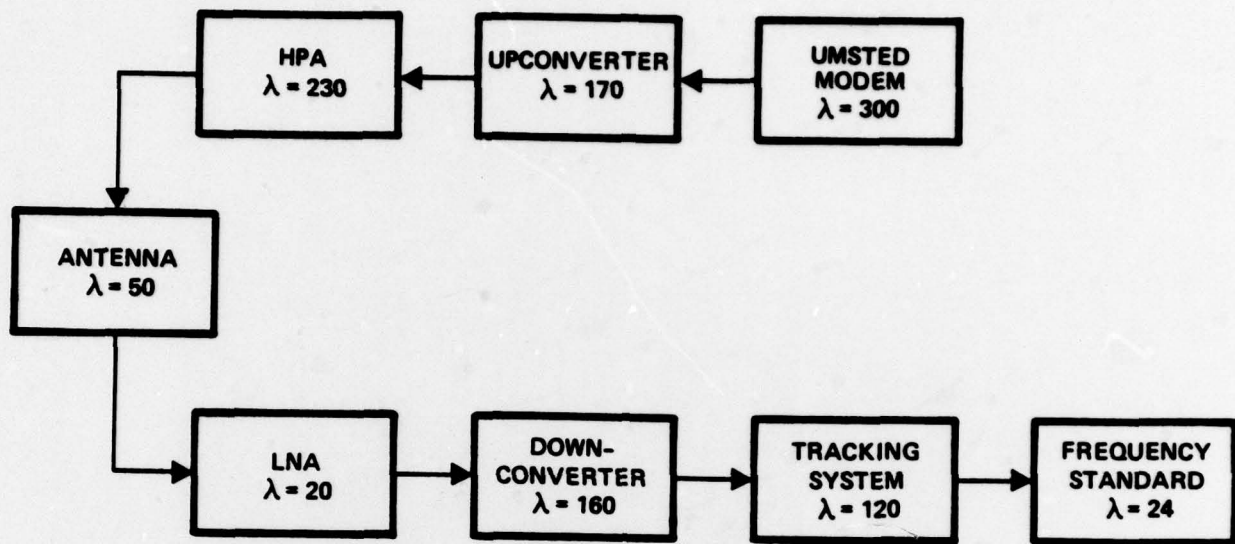 HPA
λ = 230
UPCONVERTER
λ = 170
UMSTED
MODEM
λ = 300
ANTENNA
λ = 50
LNA
λ = 20
DOWN-
CONVERTER
λ = 160
TRACKING
SYSTEM
λ = 120
FREQUENCY
STANDARD
λ = 24